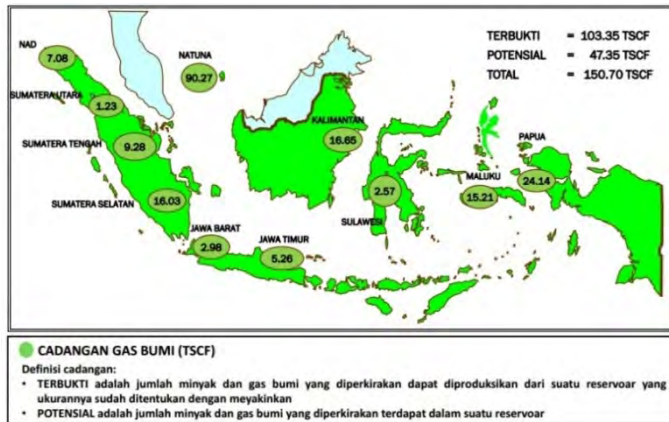 TERBUKTI = 103.35 TSCF
POTENSIAL = 47.35 TSCF
TOTAL = 150.70 TSCF
NAD
7.08
NATUNA
90.27
SUMATERA UTARA
1.23
SUMATERA TENGAH
9.28
KALIMANTAN
16.65
PAPUA
24.14
MALUKU
15.21
2.57
SULAWESI
SUMATERA SELATAN
16.03
JAWA BARAT
2.98
JAWA TIMUR
5.26
CADANGAN GAS BUMI (TSCF)
Definisi cadangan:
• TERBUKTI adalah jumlah minyak dan gas bumi yang diperkirakan dapat diproduksikan dari suatu reservoar yang
ukurannya sudah ditentukan dengan meyakinkan
• POTENSIAL adalah jumlah minyak dan gas bumi yang diperkirakan terdapat dalam suatu reservoar